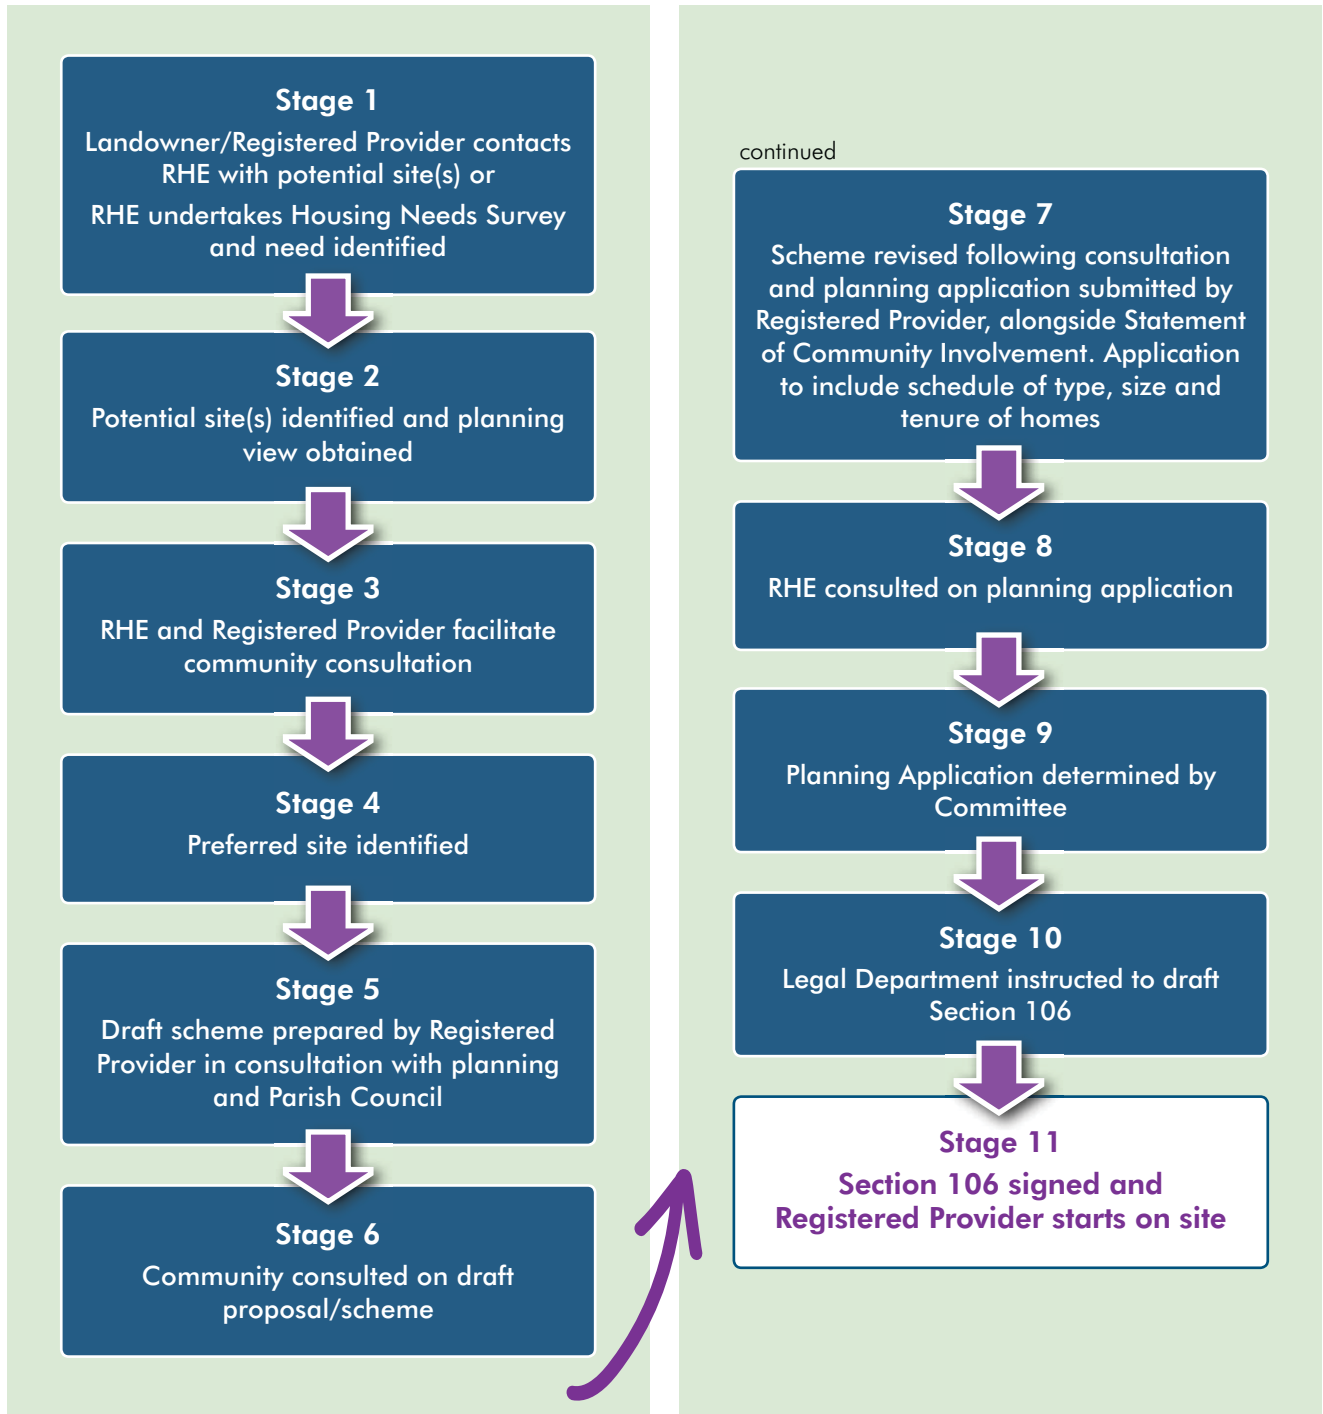 Stage 1
Landowner/Registered Provider contacts
RHE with potential site(s) or
RHE undertakes Housing Needs Survey
and need identified
Stage 2
Potential site(s) identified and planning
view obtained
Stage 3
RHE and Registered Provider facilitate
community consultation
Stage 4
Preferred site identified
Stage 5
Draft scheme prepared by Registered
Provider in consultation with planning
and Parish Council
Stage 6
Community consulted on draft
proposal/scheme
continued
Stage 7
Scheme revised following consultation
and planning application submitted by
Registered Provider, alongside Statement
of Community Involvement. Application
to include schedule of type, size and
tenure of homes
Stage 8
RHE consulted on planning application
Stage 9
Planning Application determined by
Committee
Stage 10
Legal Department instructed to draft
Section 106
Stage 11
Section 106 signed and
Registered Provider starts on site